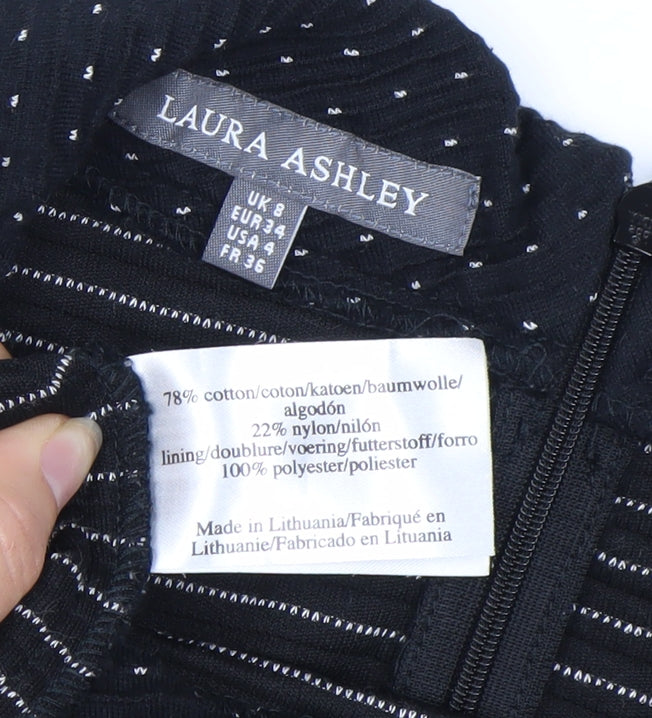 LAURA ASHLEY
UK 8
EUR 34
USA 4
FR 36
78% cotton/coton/katoen/baumwolle/
algodón
22% nylon/nilón
lining/doublure/voering/futterstoff/forro
100% polyester/poliester
Made in Lithuania/Fabriqué en
Lithuanie/Fabricado en Lituania